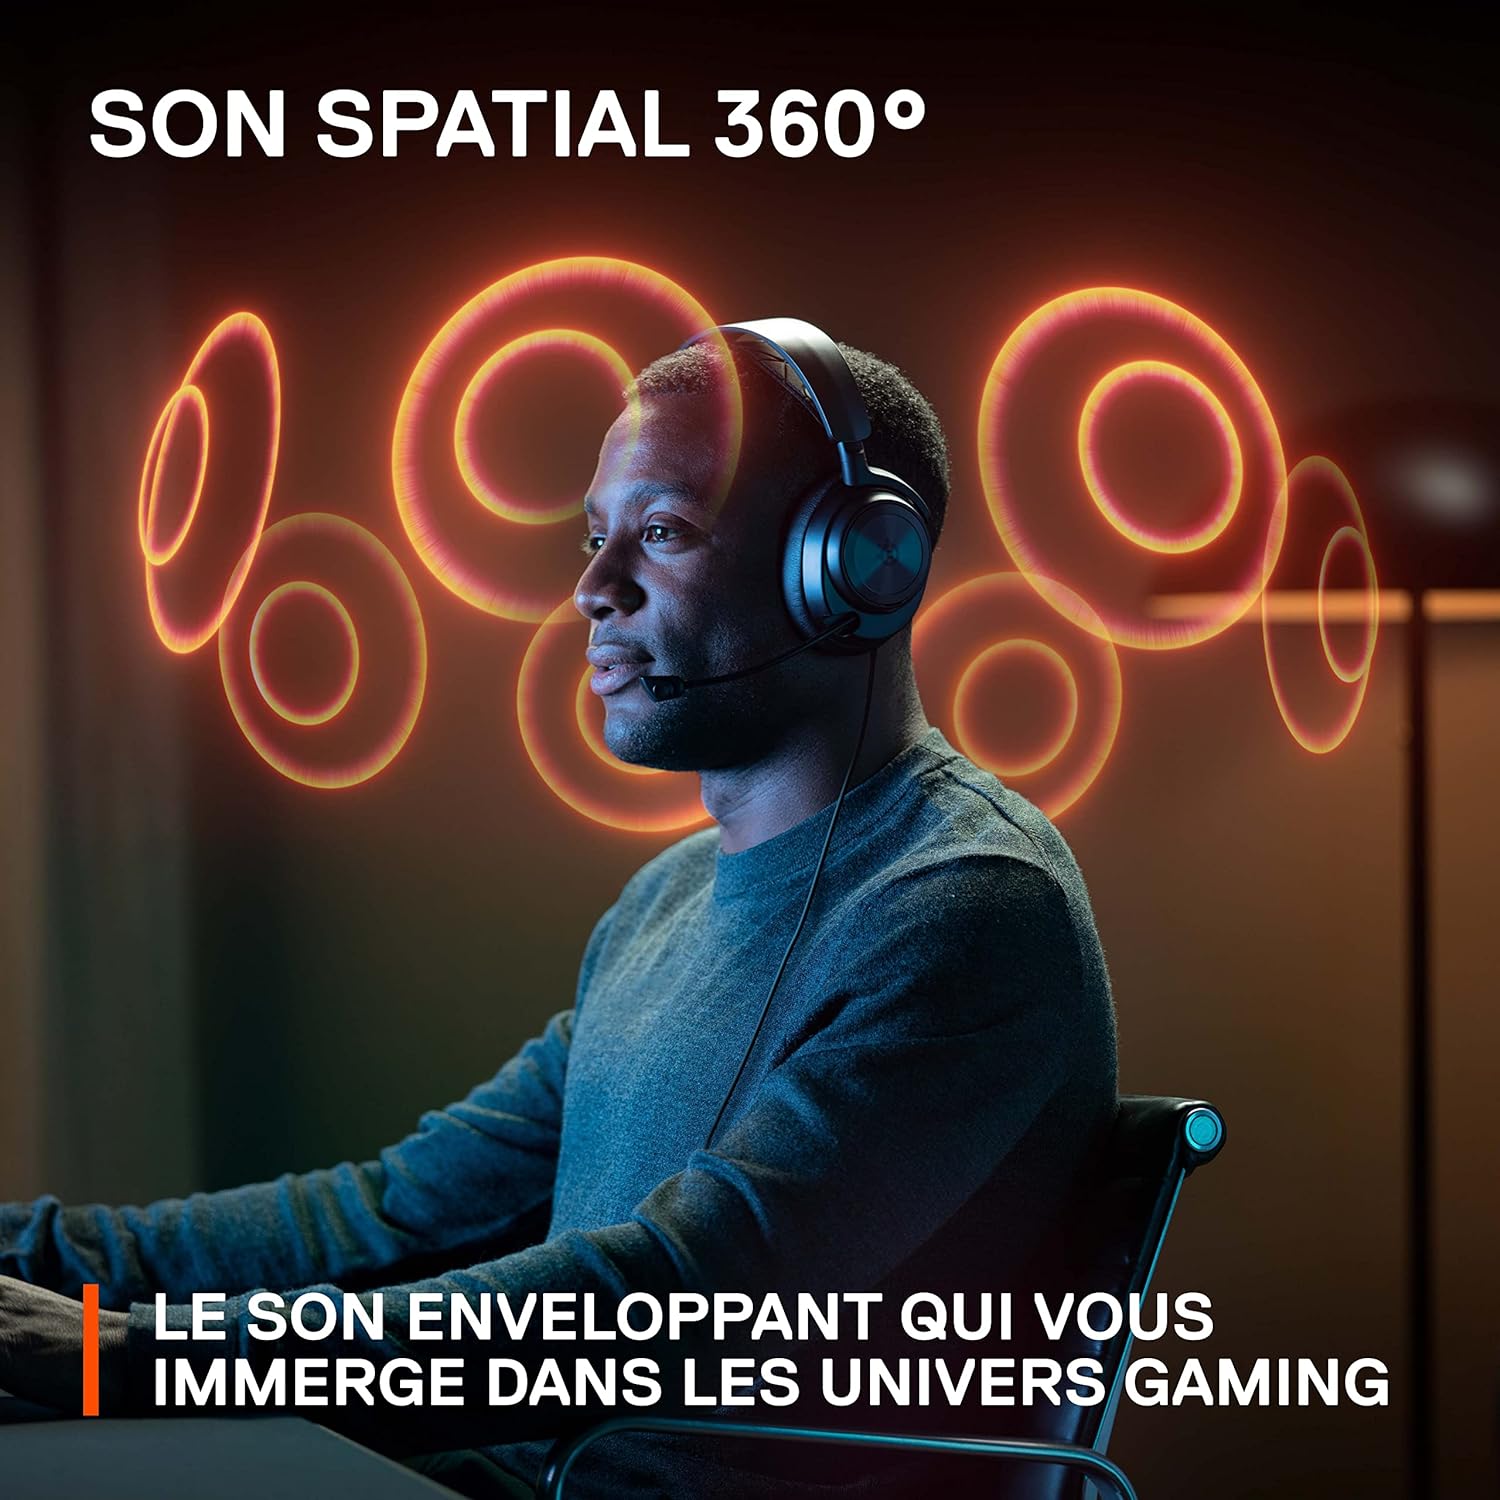 SON SPATIAL 360°
LE SON ENVELOPPANT QUI VOUS
IMMERGE DANS LES UNIVERS GAMING